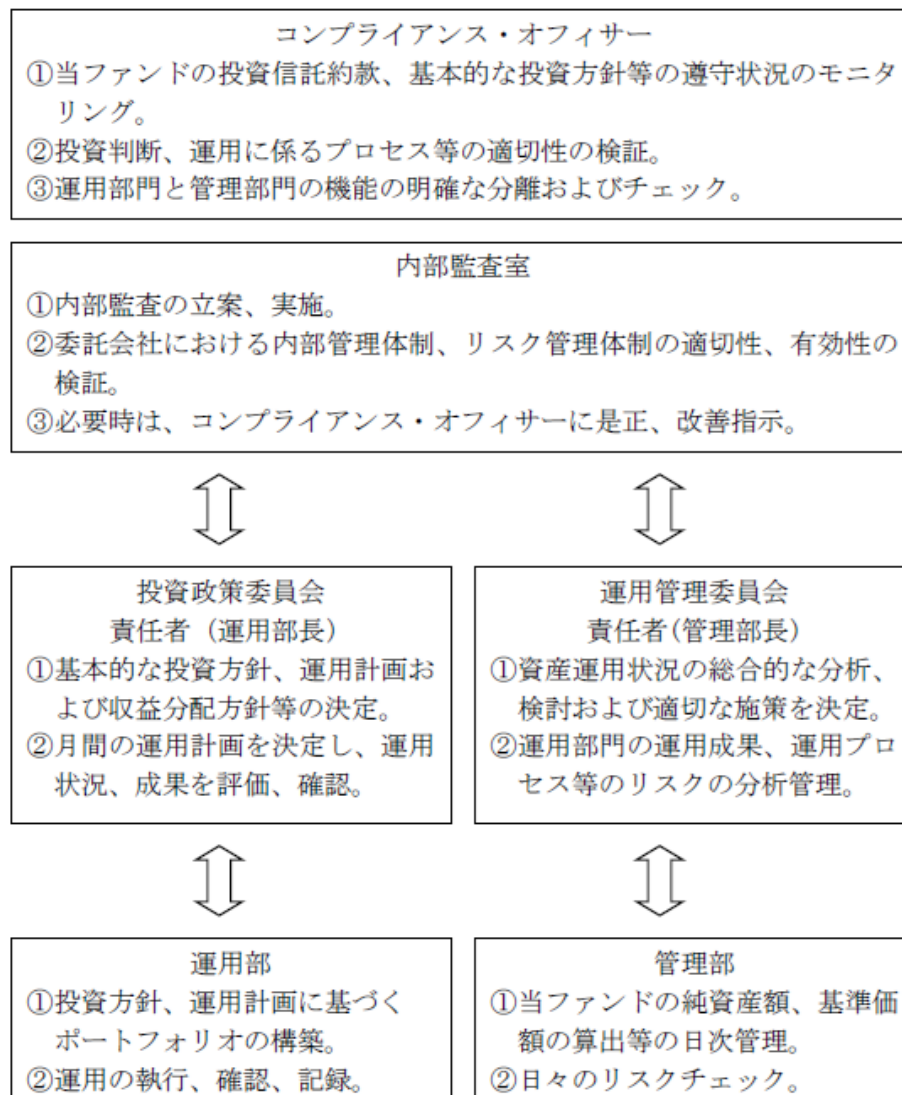 コンプライアンス・オフィサー
①当ファンドの投資信託約款、基本的な投資方針等の遵守状況のモニタ
リング。
②投資判断、運用に係るプロセス等の適切性の検証。
③運用部門と管理部門の機能の明確な分離およびチェック。
内部監査室
①内部監査の立案、実施。
②委託会社における内部管理体制、リスク管理体制の適切性、有効性の
検証。
③必要時は、コンプライアンス・オフィサーに是正、改善指示。
投資政策委員会
責任者（運用部長）
①基本的な投資方針、運用計画お
よび収益分配方針等の決定。
②月間の運用計画を決定し、運用
状況、成果を評価、確認。
運用管理委員会
責任者(管理部長)
①資産運用状況の総合的な分析、
検討および適切な施策を決定。
②運用部門の運用成果、運用プロ
セス等のリスクの分析管理。
運用部
①投資方針、運用計画に基づく
ポートフォリオの構築。
②運用の執行、確認、記録。
管理部
①当ファンドの純資産額、基準価
額の算出等の日次管理。
②日々のリスクチェック。